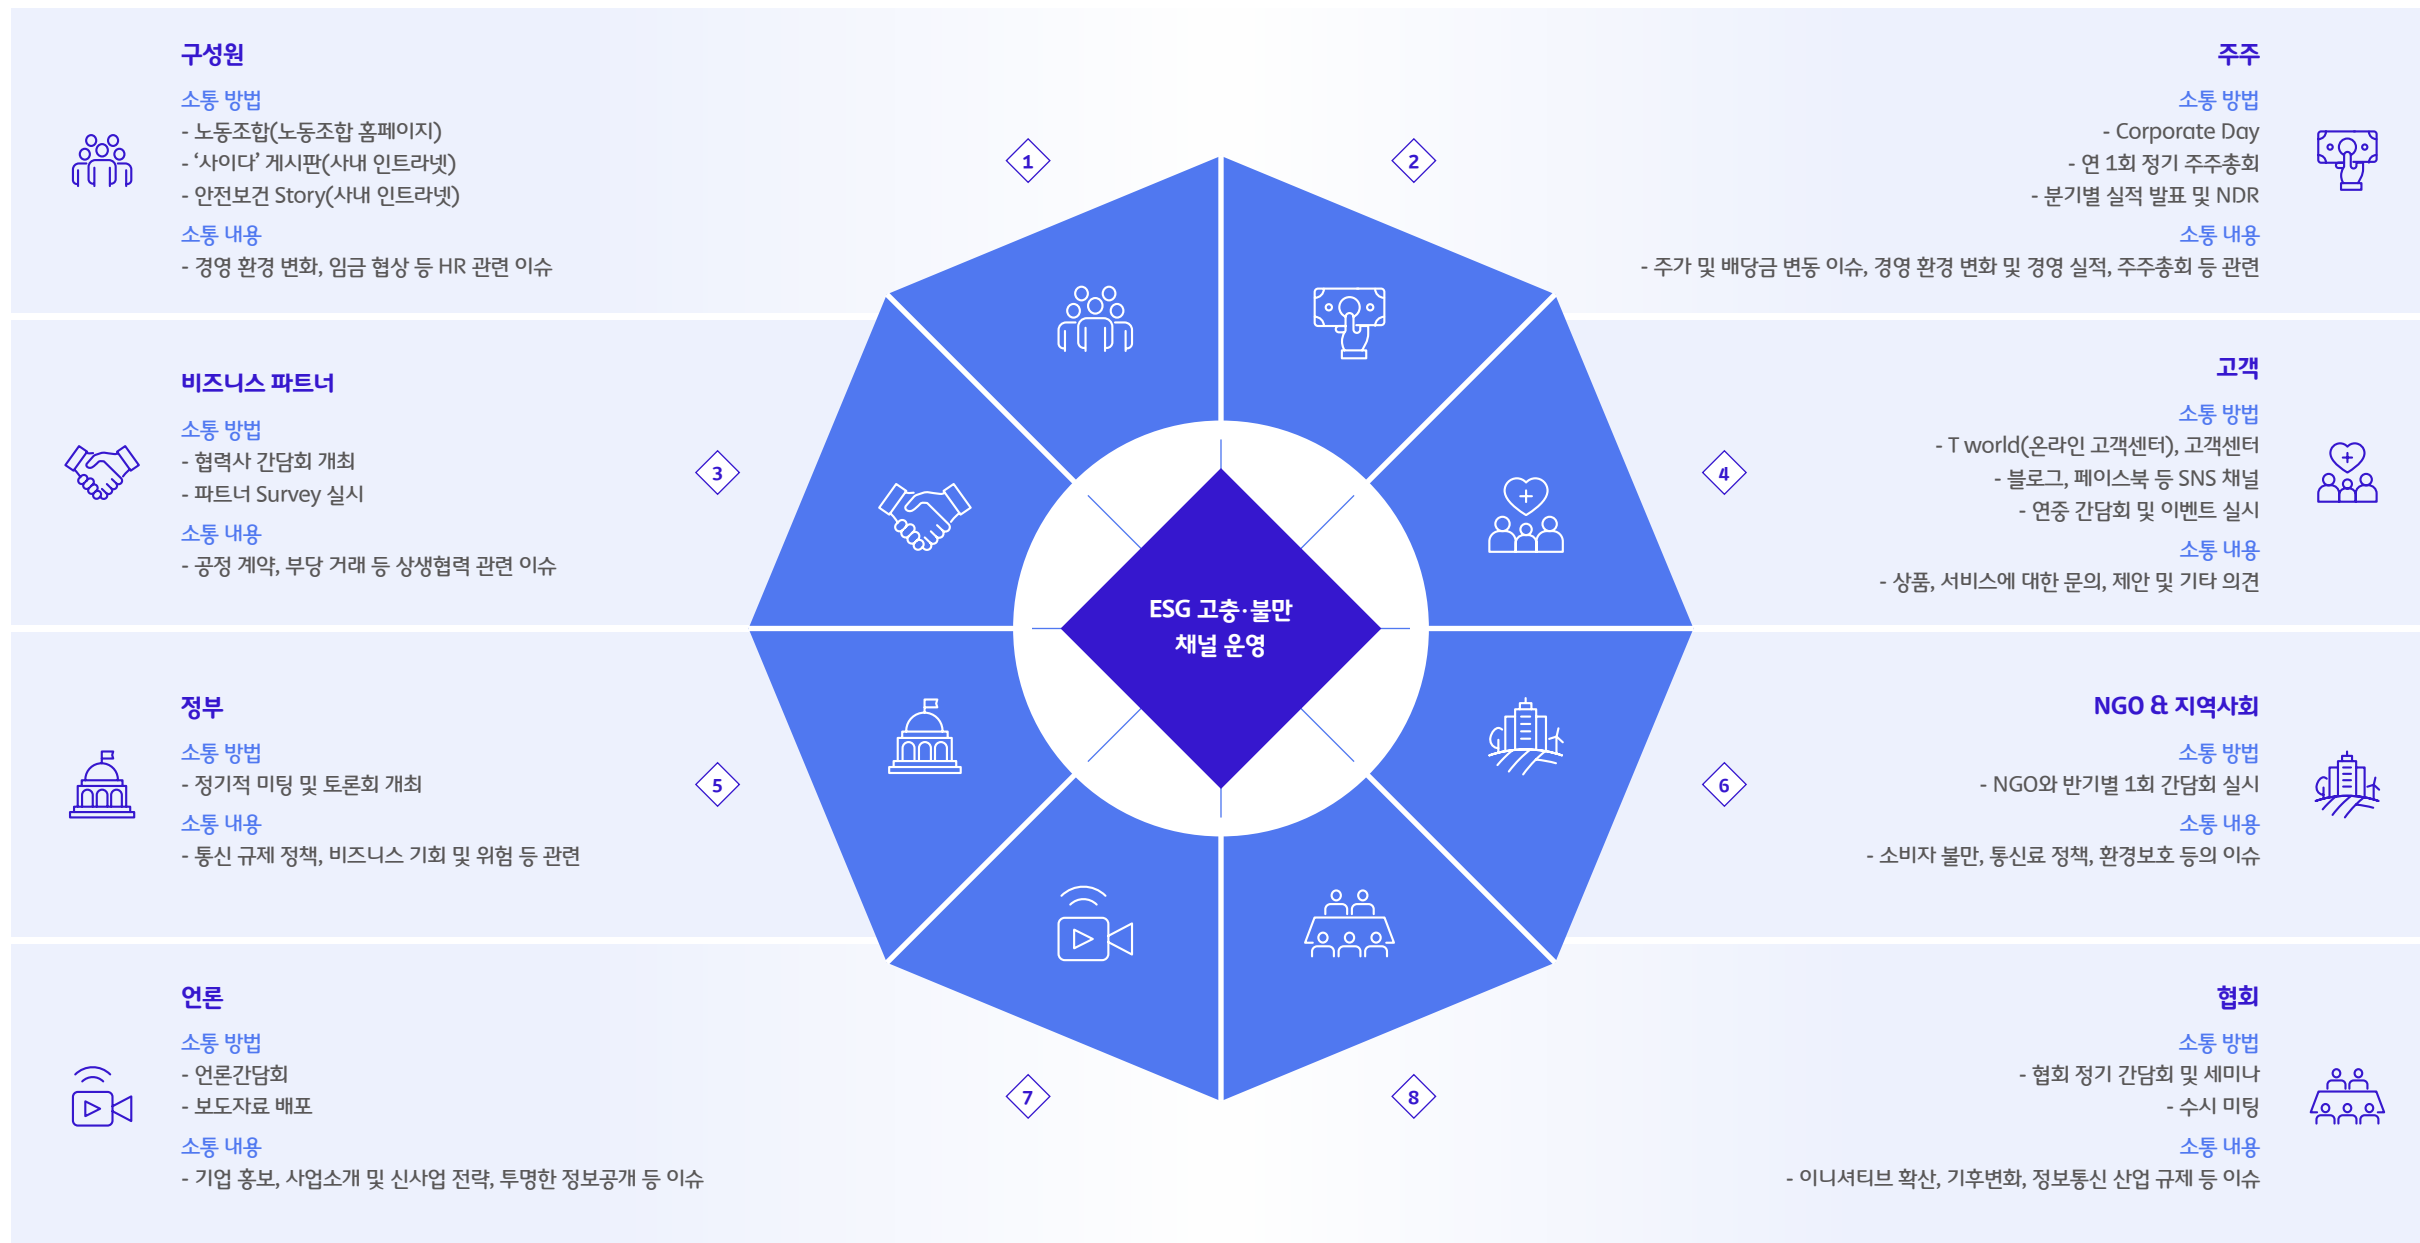 구성원
소통 방법
- 노동조합(노동조합 홈페이지)
- ‘사이다’ 게시판(사내 인트라넷)
- 안전보건 Story(사내 인트라넷)
소통 내용
- 경영 환경 변화, 임금 협상 등 HR 관련 이슈
1
주주
소통 방법
- Corporate Day
- 연 1회 정기 주주총회
- 분기별 실적 발표 및 NDR
소통 내용
- 주가 및 배당금 변동 이슈, 경영 환경 변화 및 경영 실적, 주주총회 등 관련
2
비즈니스 파트너
소통 방법
- 협력사 간담회 개최
- 파트너 Survey 실시
소통 내용
- 공정 계약, 부당 거래 등 상생협력 관련 이슈
3
고객
소통 방법
- T world(온라인 고객센터), 고객센터
- 블로그, 페이스북 등 SNS 채널
- 연중 간담회 및 이벤트 실시
소통 내용
- 상품, 서비스에 대한 문의, 제안 및 기타 의견
4
ESG 고충·불만
채널 운영
정부
소통 방법
- 정기적 미팅 및 토론회 개최
소통 내용
- 통신 규제 정책, 비즈니스 기회 및 위험 등 관련
5
NGO & 지역사회
소통 방법
- NGO와 반기별 1회 간담회 실시
소통 내용
- 소비자 불만, 통신료 정책, 환경보호 등의 이슈
6
언론
소통 방법
- 언론간담회
- 보도자료 배포
소통 내용
- 기업 홍보, 사업소개 및 신사업 전략, 투명한 정보공개 등 이슈
7
협회
소통 방법
- 협회 정기 간담회 및 세미나
- 수시 미팅
소통 내용
- 이니셔티브 확산, 기후변화, 정보통신 산업 규제 등 이슈
8